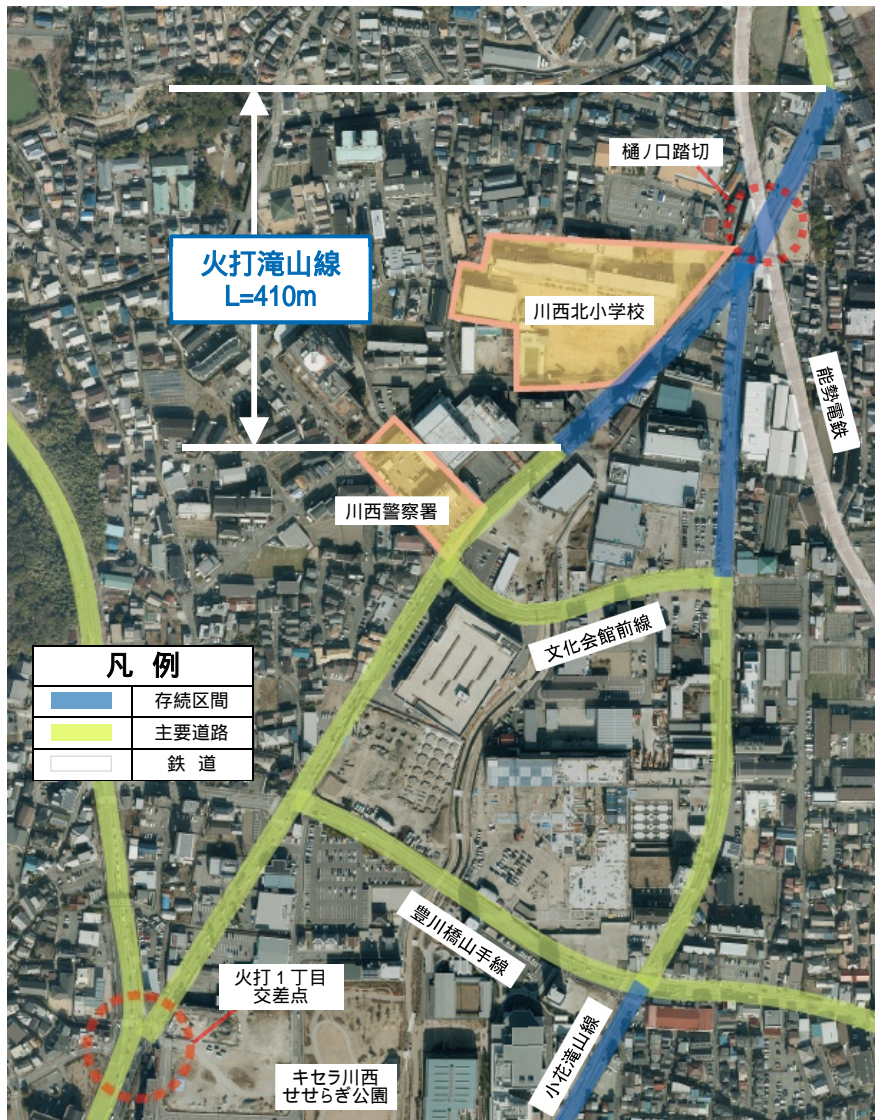 樋ノ口踏切
火打滝山線
L=410m
川西北小学校
能勢電鉄
川西警察署
文化会館前線
凡 例
存続区間
主要道路
鉄 道
豊川橋山手線
火打１丁目
交差点
小花滝山線
キセラ川西
せせらぎ公園